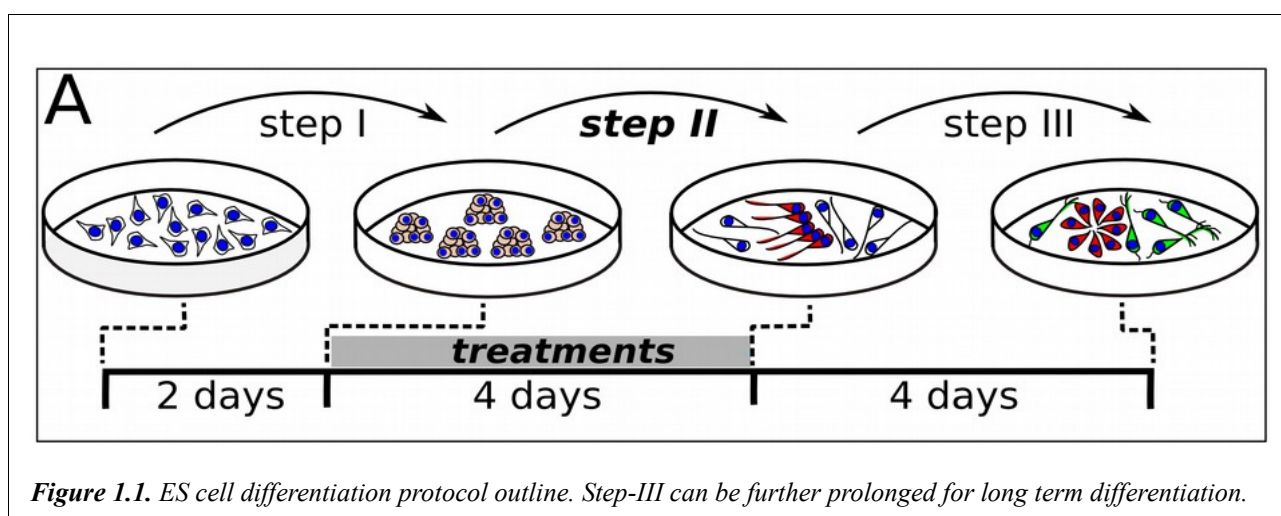 A
step I step II step III
treatments
2 days 4 days 4 days
Figure 1.1. ES cell differentiation protocol outline. Step-III can be further prolonged for long term differentiation.